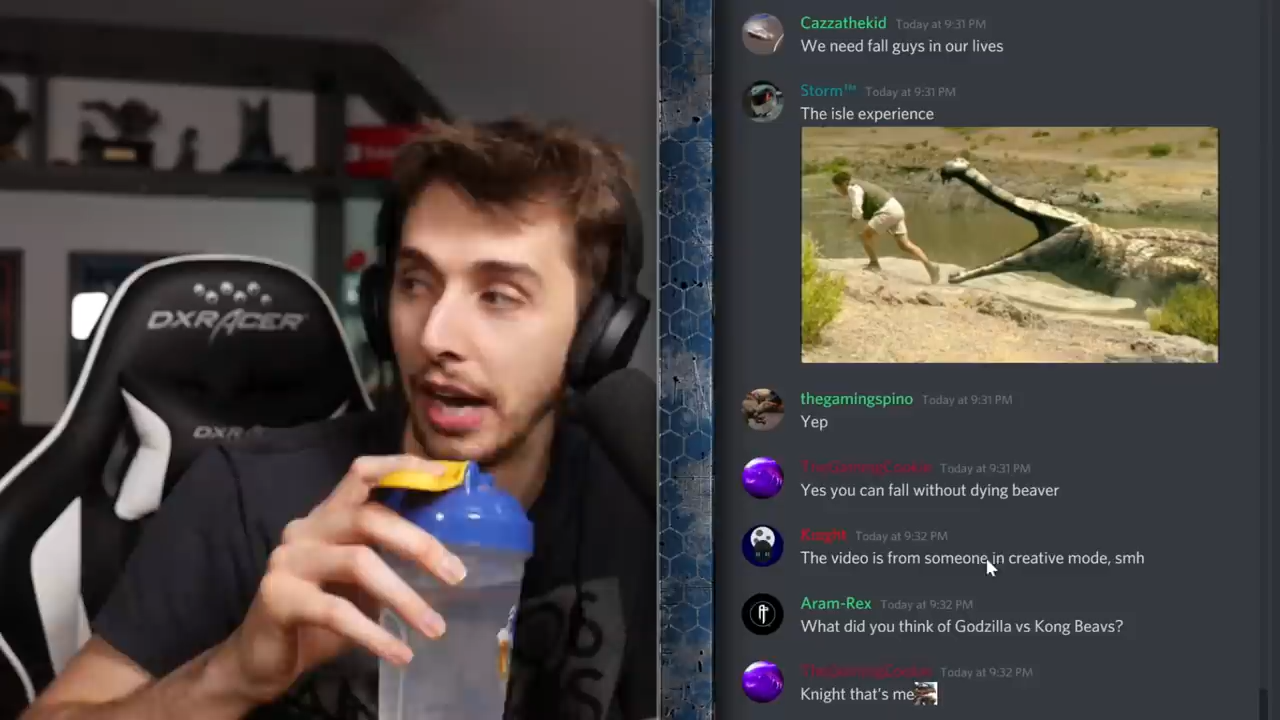 Cazzathekid Today at 9:31 PM
We need fall guys in our lives
Storm™ Today at 9:31 PM
The isle experience
thegamingspino Today at 9:31 PM
Yep
TheGamingCookie Today at 9:31 PM
Yes you can fall without dying beaver
Knight Today at 9:32 PM
The video is from someone in creative mode, smh
Aram-Rex Today at 9:32 PM
What did you think of Godzilla vs Kong Beavs?
TheGamingCookie Today at 9:32 PM
Knight that's me
DXRACER
DXR